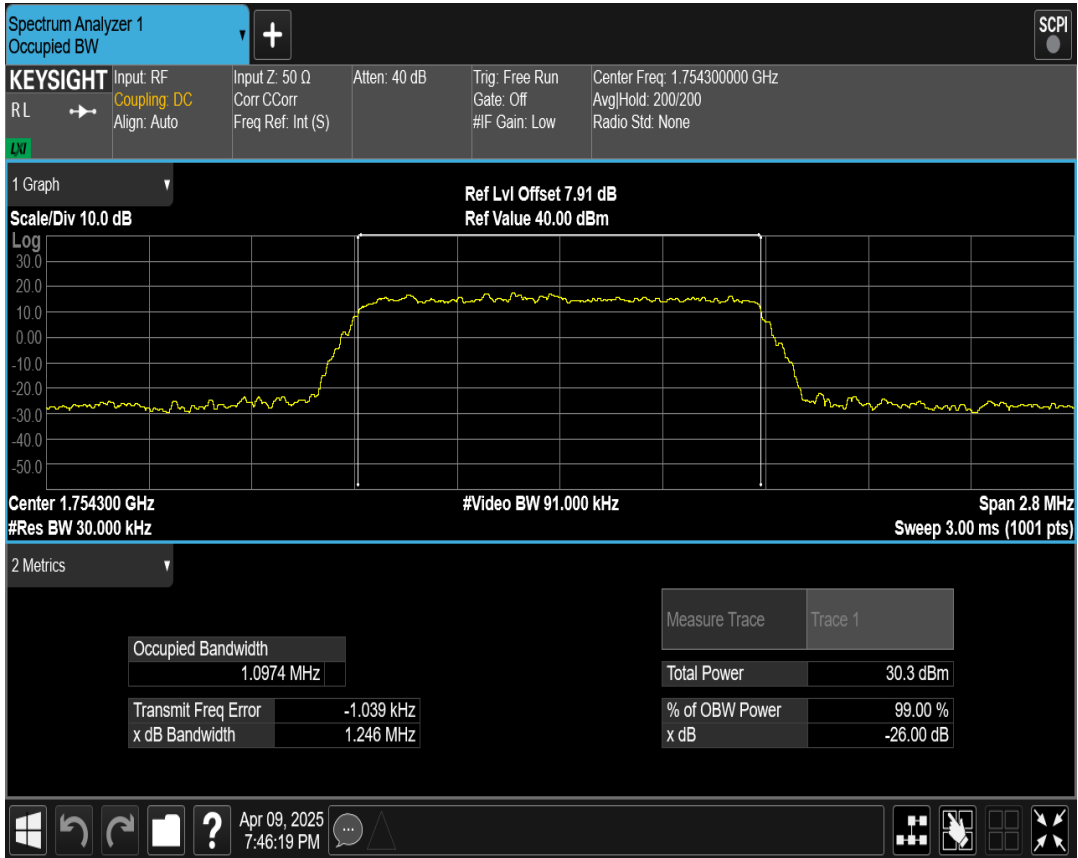 Spectrum Analyzer 1
Occupied BW
+
SCPI
KEYSIGHT
RL
LXI
Input: RF
Coupling: DC
Align: Auto
Input Z: 50 Ω
Corr CCorr
Freq Ref: Int (S)
Atten: 40 dB
Trig: Free Run
Gate: Off
#IF Gain: Low
Center Freq: 1.754300000 GHz
Avg|Hold: 200/200
Radio Std: None
1 Graph
Scale/Div 10.0 dB
Ref Lvl Offset 7.91 dB
Ref Value 40.00 dBm
Log
30.0
20.0
10.0
0.00
-10.0
-20.0
-30.0
-40.0
-50.0
Center 1.754300 GHz
#Res BW 30.000 kHz
#Video BW 91.000 kHz
Span 2.8 MHz
Sweep 3.00 ms (1001 pts)
2 Metrics
Occupied Bandwidth
1.0974 MHz
Transmit Freq Error -1.039 kHz
x dB Bandwidth 1.246 MHz
Measure Trace Trace 1
Total Power 30.3 dBm
% of OBW Power 99.00 %
x dB -26.00 dB
?
Apr 09, 2025
7:46:19 PM